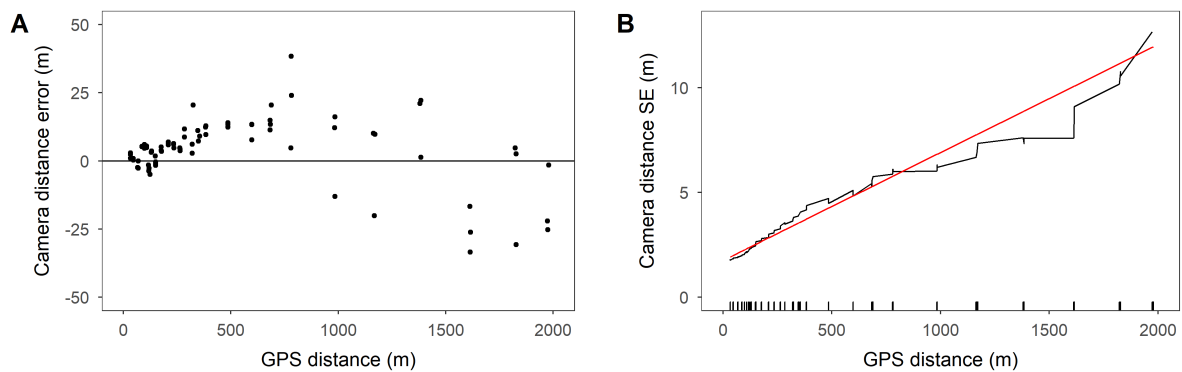 A
Camera distance error (m)
50
25
0
-25
-50
0 500 1000 1500 2000
GPS distance (m)
B
Camera distance SE (m)
10
5
0
0 500 1000 1500 2000
GPS distance (m)